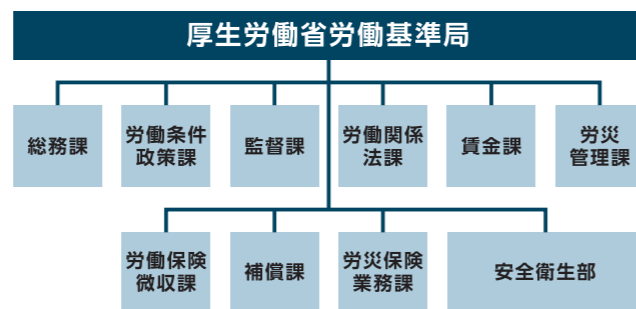 厚生労働省労働基準局
総務課
労働条件
政策課
監督課
労働関係
法課
賃金課
労災
管理課
労働保険
微収課
補償課
労災保険
業務課
安全衛生部